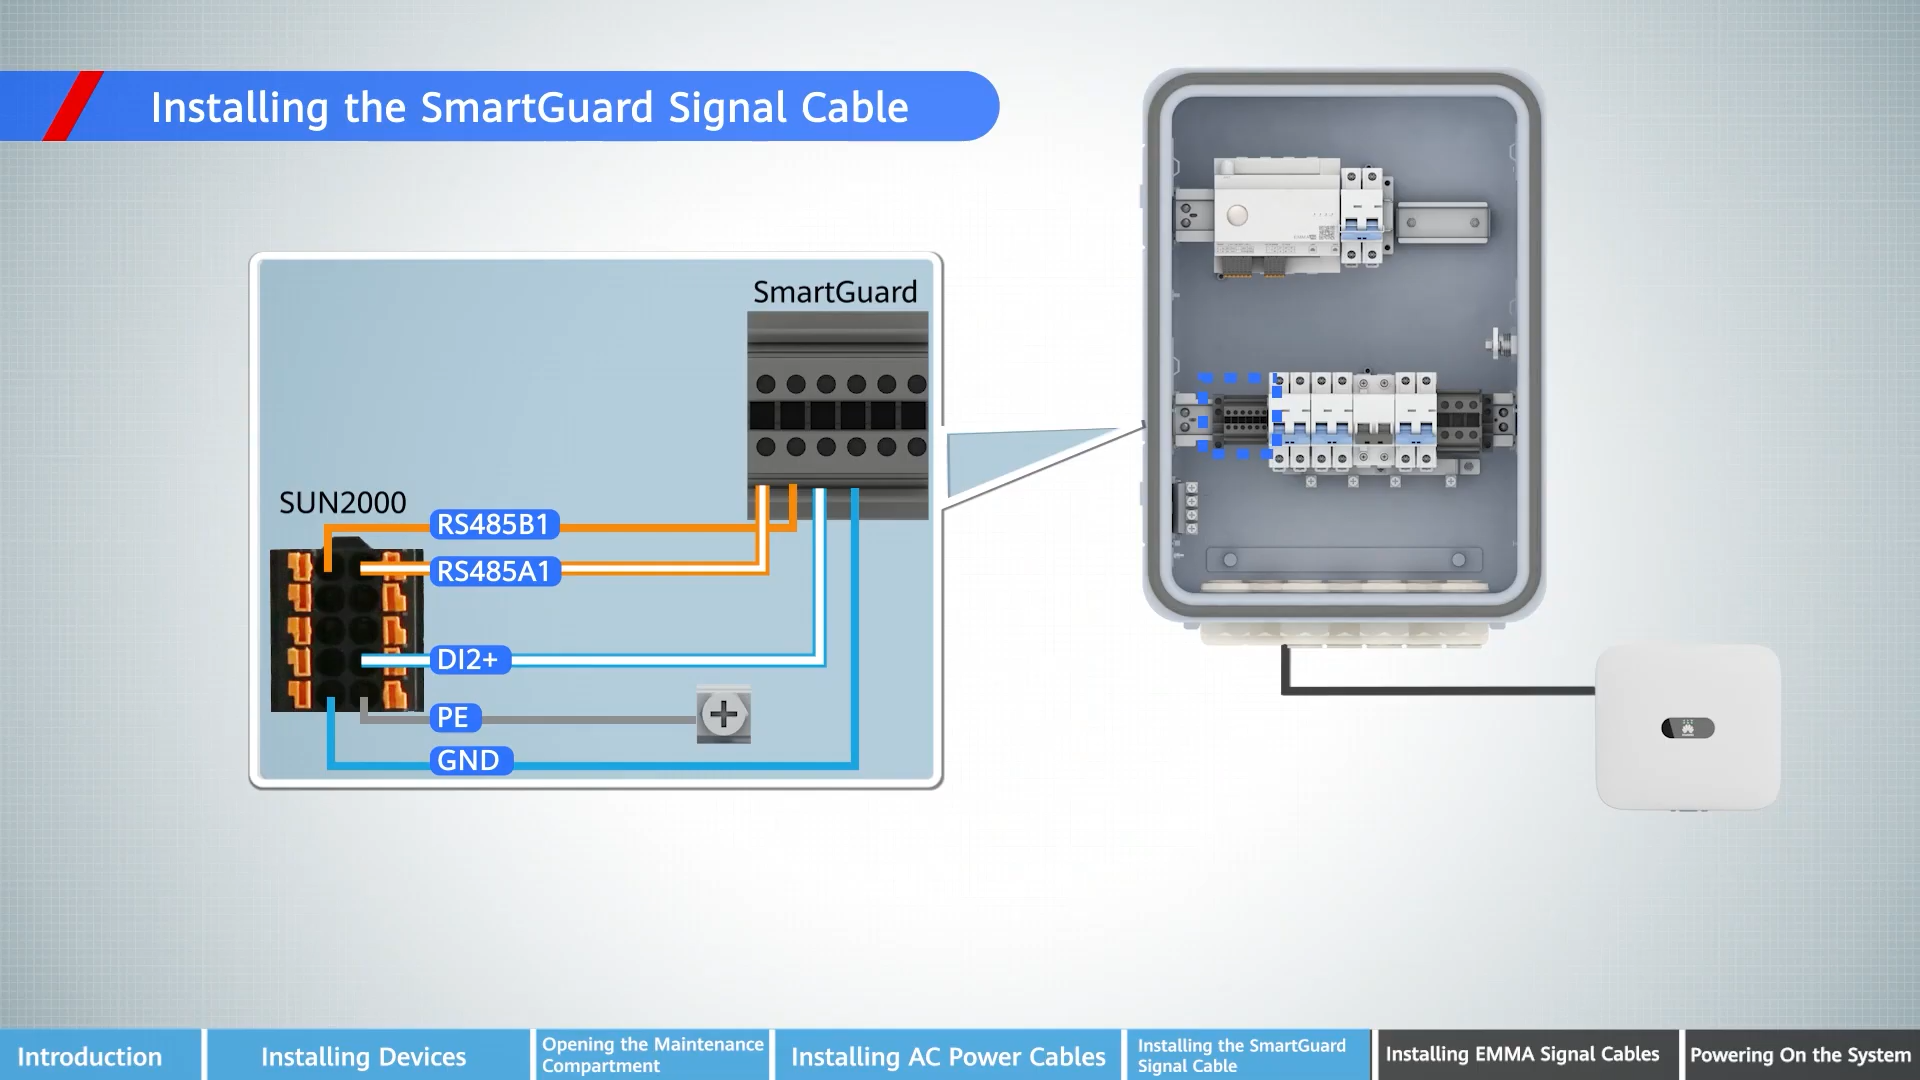 Installing the SmartGuard Signal Cable
SmartGuard
SUN2000
RS485B1
RS485A1
DI2+
PE
GND
Introduction
Installing Devices
Opening the Maintenance
Compartment
Installing AC Power Cables
Installing the SmartGuard
Signal Cable
Installing EMMA Signal Cables
Powering On the System